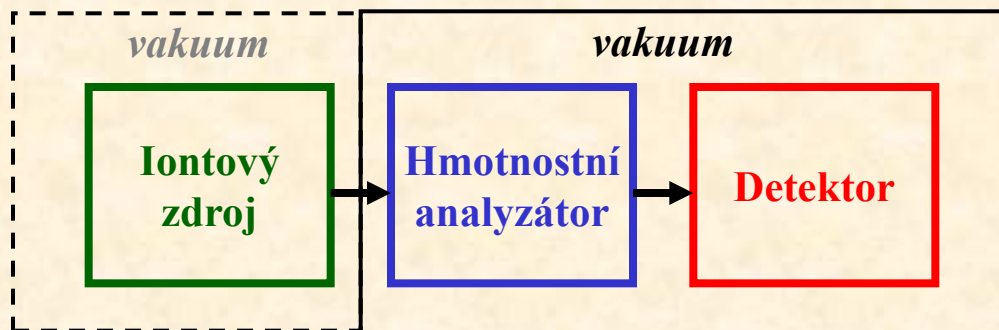 vakuum
vakuum
Iontový
zdroj
Hmotnostní
analyzátor
Detektor